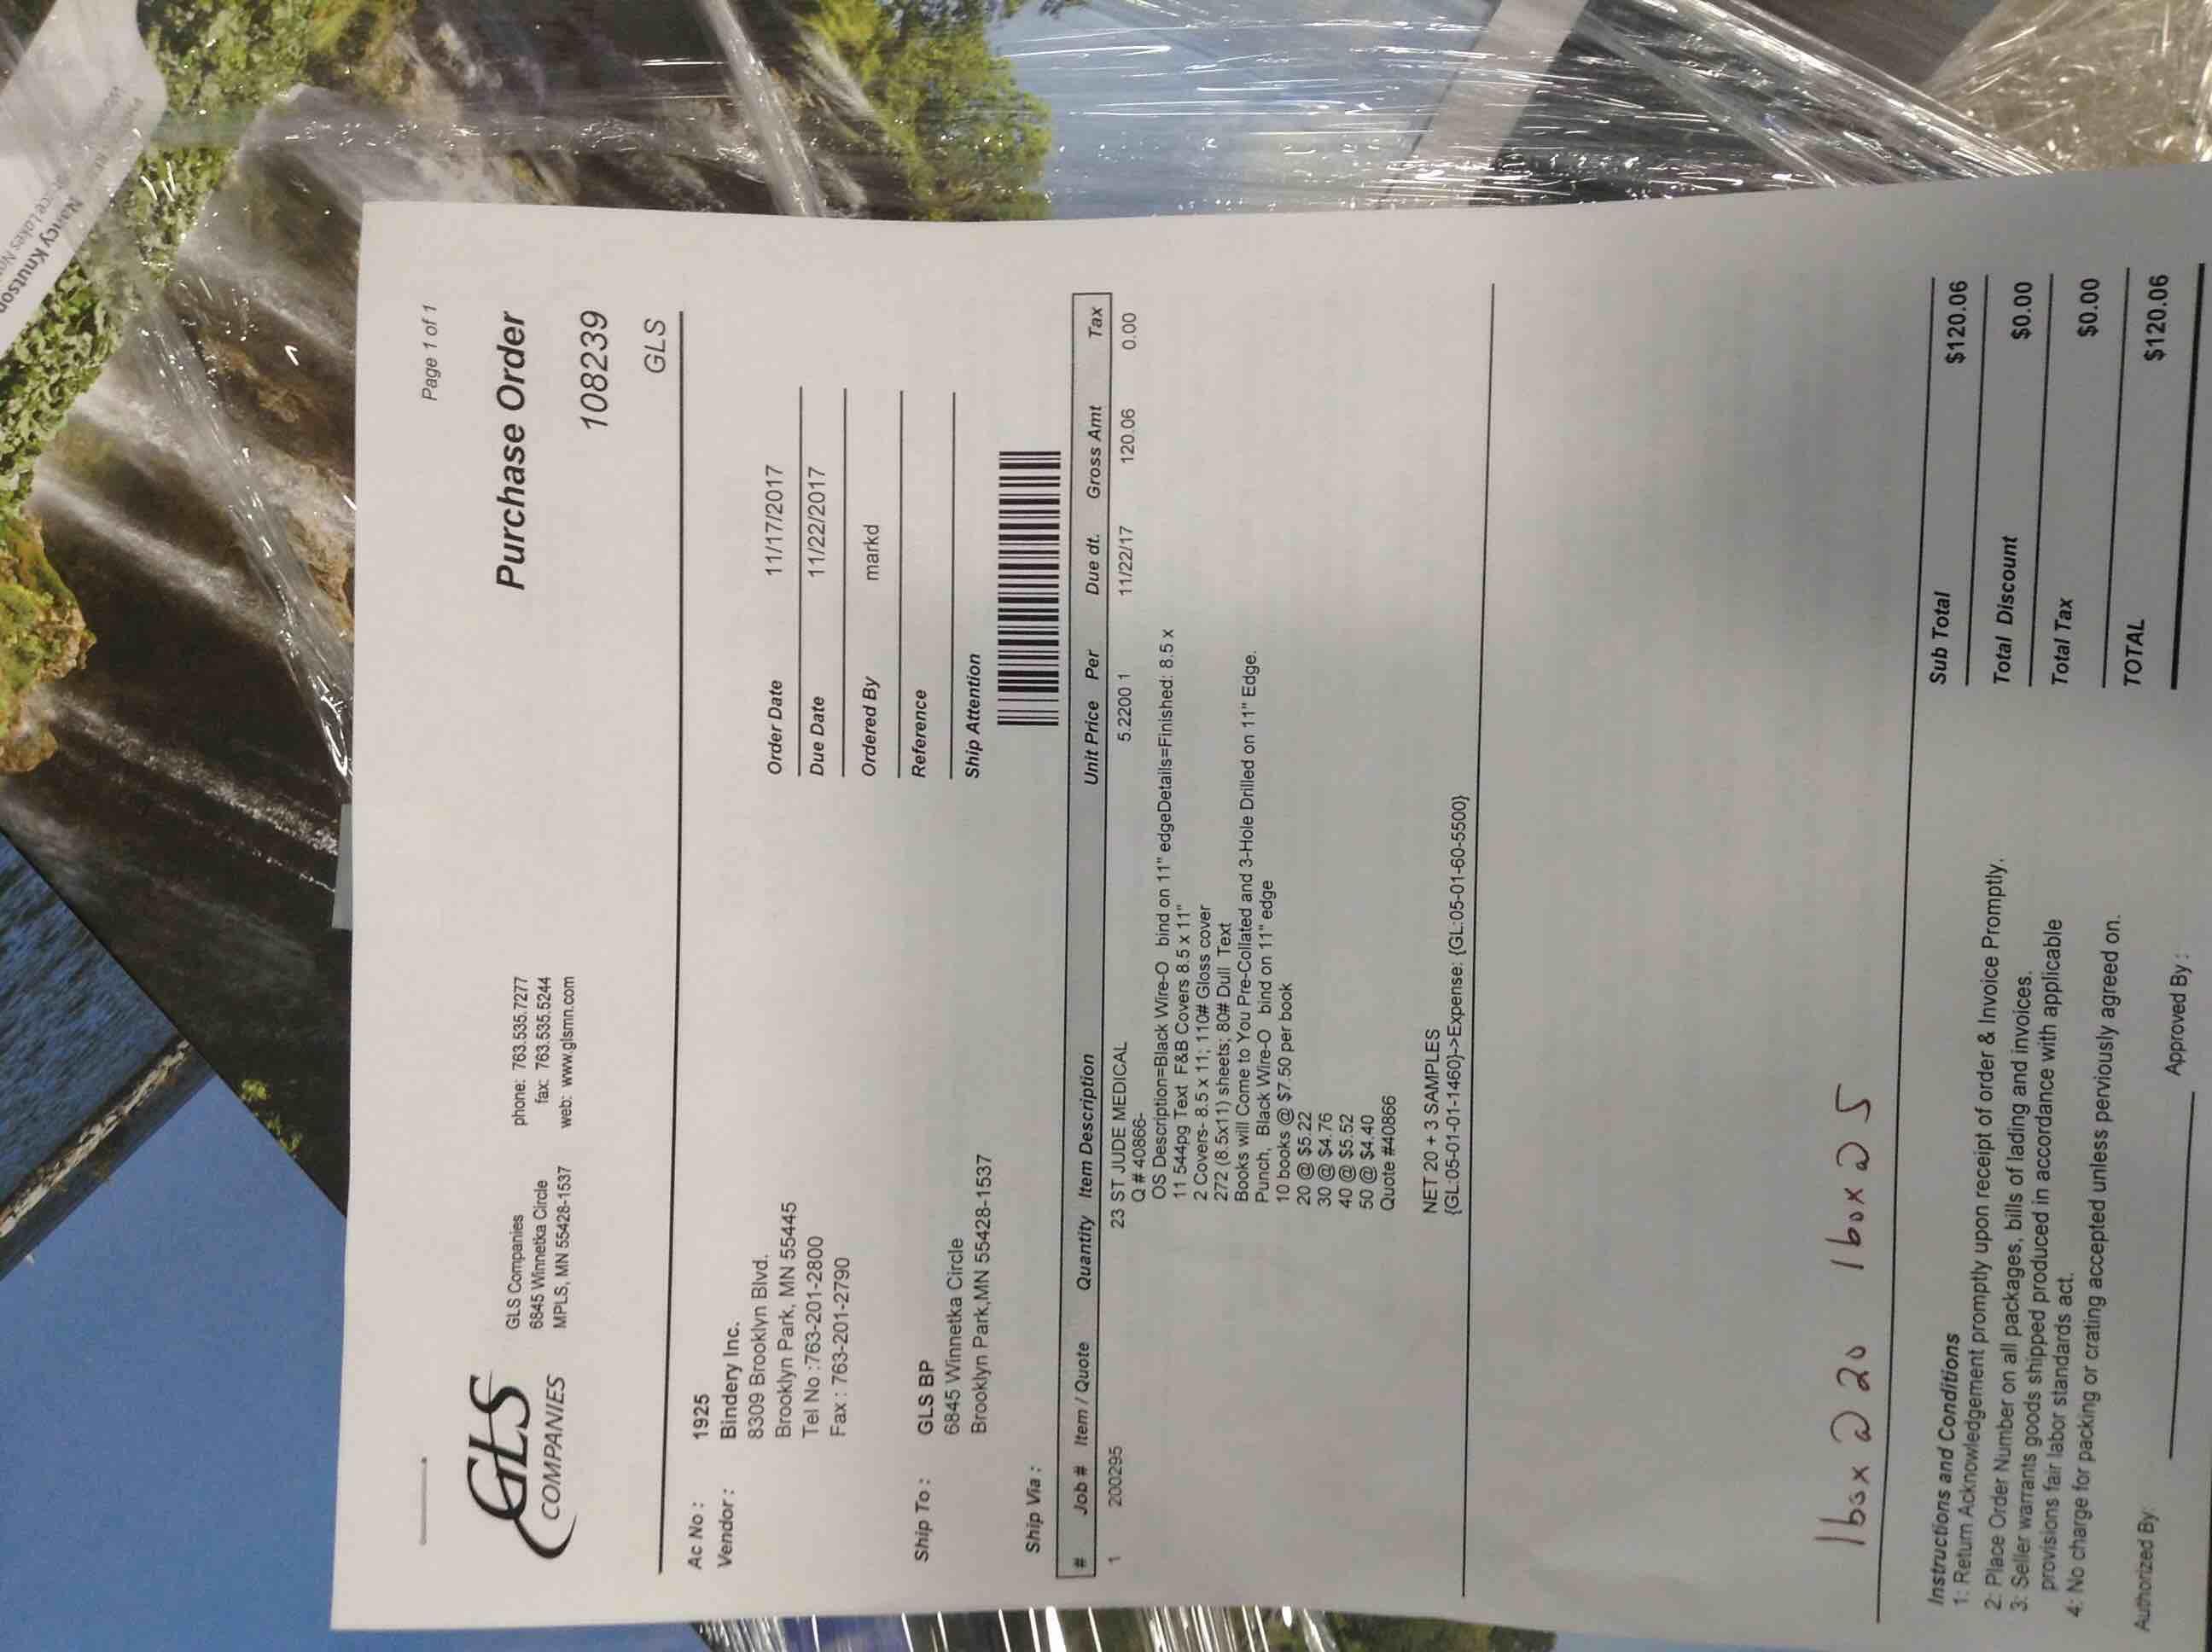 Nancy Knutson
Page 1 of 1
GLS
COMPANIES
GLS Companies
6845 Winnetka Circle
MPLS, MN 55428-1537
phone: 763.535.7277
fax: 763.535.5244
web: www.glsmn.com
Purchase Order
108239
GLS
Ac No : 1925
Vendor : Bindery Inc.
8309 Brooklyn Blvd.
Brooklyn Park, MN 55445
Tel No :763-201-2800
Fax : 763-201-2790
Order Date 11/17/2017
Due Date 11/22/2017
Ordered By markd
Reference
Ship Attention
Ship To : GLS BP
6845 Winnetka Circle
Brooklyn Park,MN 55428-1537
Ship Via :
# Job # Item / Quote Quantity Item Description Unit Price Per Due dt. Gross Amt Tax
1 200295 23 ST JUDE MEDICAL 5.2200 1 11/22/17 120.06 0.00
Q # 40866-
OS Description=Black Wire-O bind on 11" edgeDetails=Finished: 8.5 x
11 544pg Text F&B Covers 8.5 x 11"
2 Covers- 8.5 x 11; 110# Gloss cover
272 (8.5x11) sheets; 80# Dull Text
Books will Come to You Pre-Collated and 3-Hole Drilled on 11" Edge.
Punch, Black Wire-O bind on 11" edge
10 books @ $7.50 per book
20 @ $5.22
30 @ $4.76
40 @ $5.52
50 @ $4.40
Quote #40866
NET 20 + 3 SAMPLES
{GL:05-01-01-1460}->Expense: {GL:05-01-60-5500}
1 box @ 20 1 box @ 5
Instructions and Conditions
1: Return Acknowledgement promptly upon receipt of order & Invoice Promptly.
2: Place Order Number on all packages, bills of lading and invoices.
3: Seller warrants goods shipped produced in accordance with applicable
provisions fair labor standards act.
4: No charge for packing or crating accepted unless perviously agreed on.
Sub Total $120.06
Total Discount $0.00
Total Tax $0.00
TOTAL $120.06
Authorized By:
Approved By :